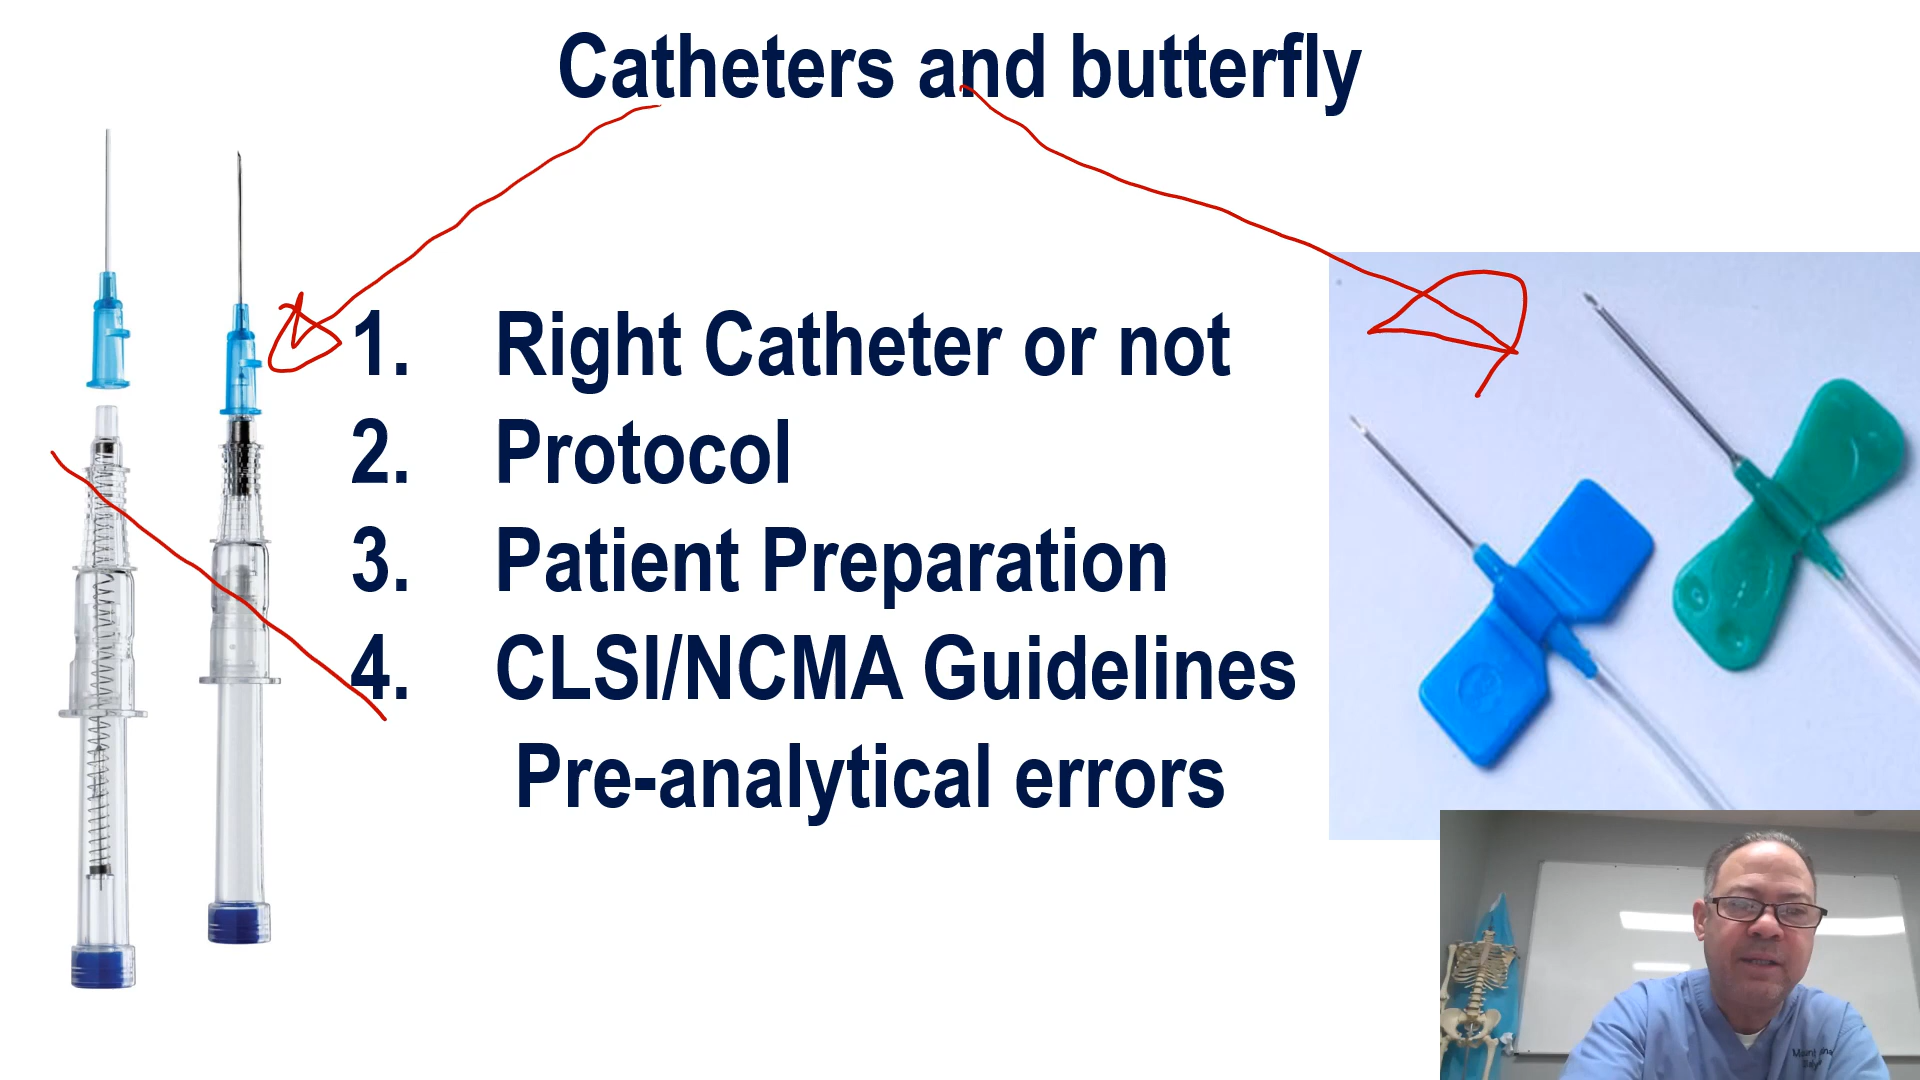 Catheters and butterfly
1. Right Catheter or not
2. Protocol
3. Patient Preparation
4. CLSI/NCMA Guidelines
Pre-analytical errors